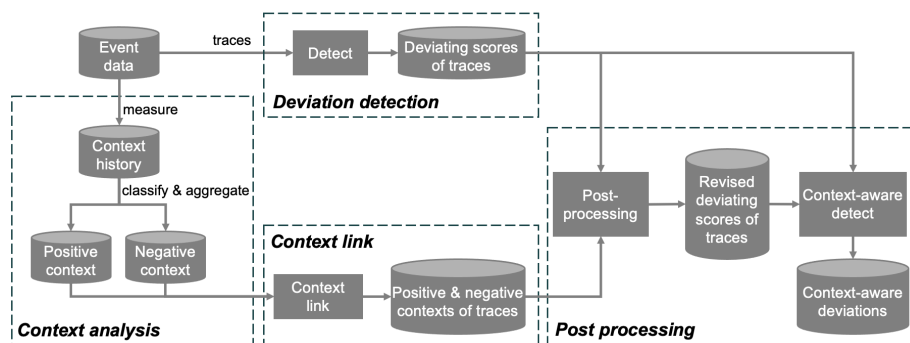 Event
data
traces
Detect
Deviating scores
of traces
Deviation detection
measure
Context
history
classify & aggregate
Positive
context
Negative
context
Context analysis
Context link
Context
link
Positive & negative
contexts of traces
Post-
processing
Revised
deviating
scores of
traces
Context-aware
detect
Context-aware
deviations
Post processing